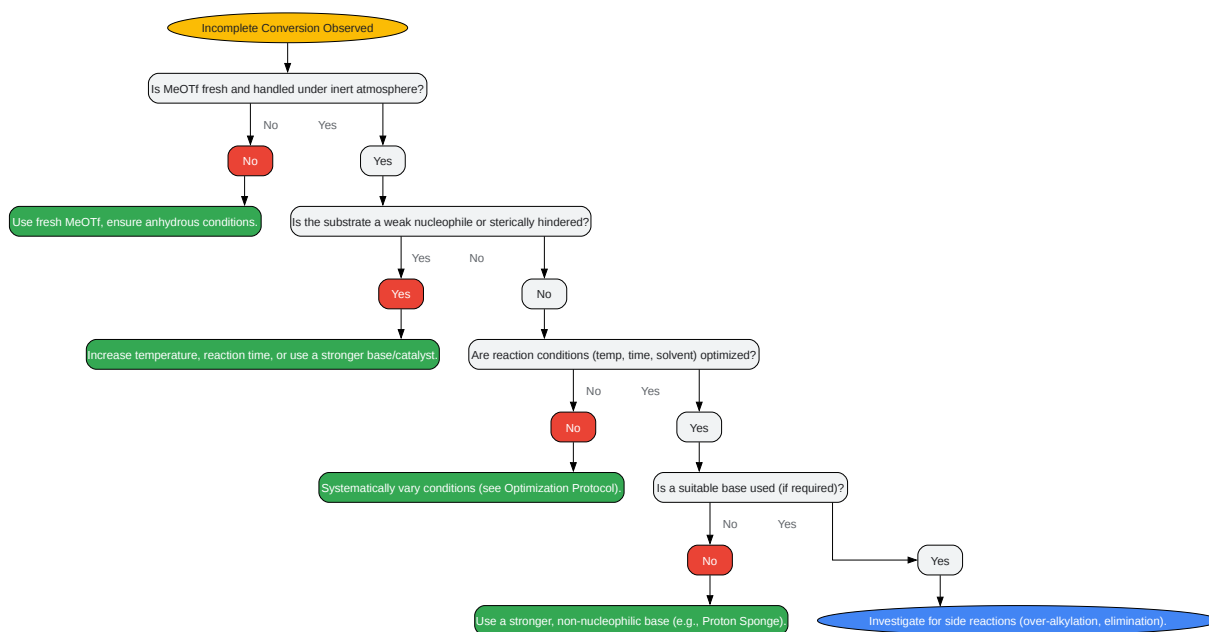 Incomplete Conversion Observed
Is MeOTf fresh and handled under inert atmosphere?
No
Yes
No
Yes
Use fresh MeOTf, ensure anhydrous conditions.
Is the substrate a weak nucleophile or sterically hindered?
Yes
No
Yes
No
Increase temperature, reaction time, or use a stronger base/catalyst.
Are reaction conditions (temp, time, solvent) optimized?
No
Yes
No
Yes
Systematically vary conditions (see Optimization Protocol).
Is a suitable base used (if required)?
No
Yes
No
Yes
Use a stronger, non-nucleophilic base (e.g., Proton Sponge).
Investigate for side reactions (over-alkylation, elimination).